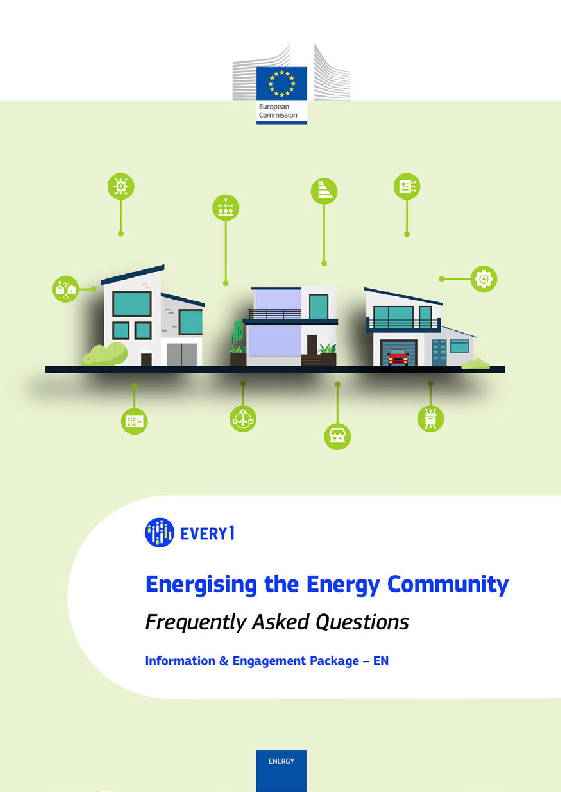 European
Commission
EVERY1
Energising the Energy Community
Frequently Asked Questions
Information & Engagement Package – EN
ENERGY